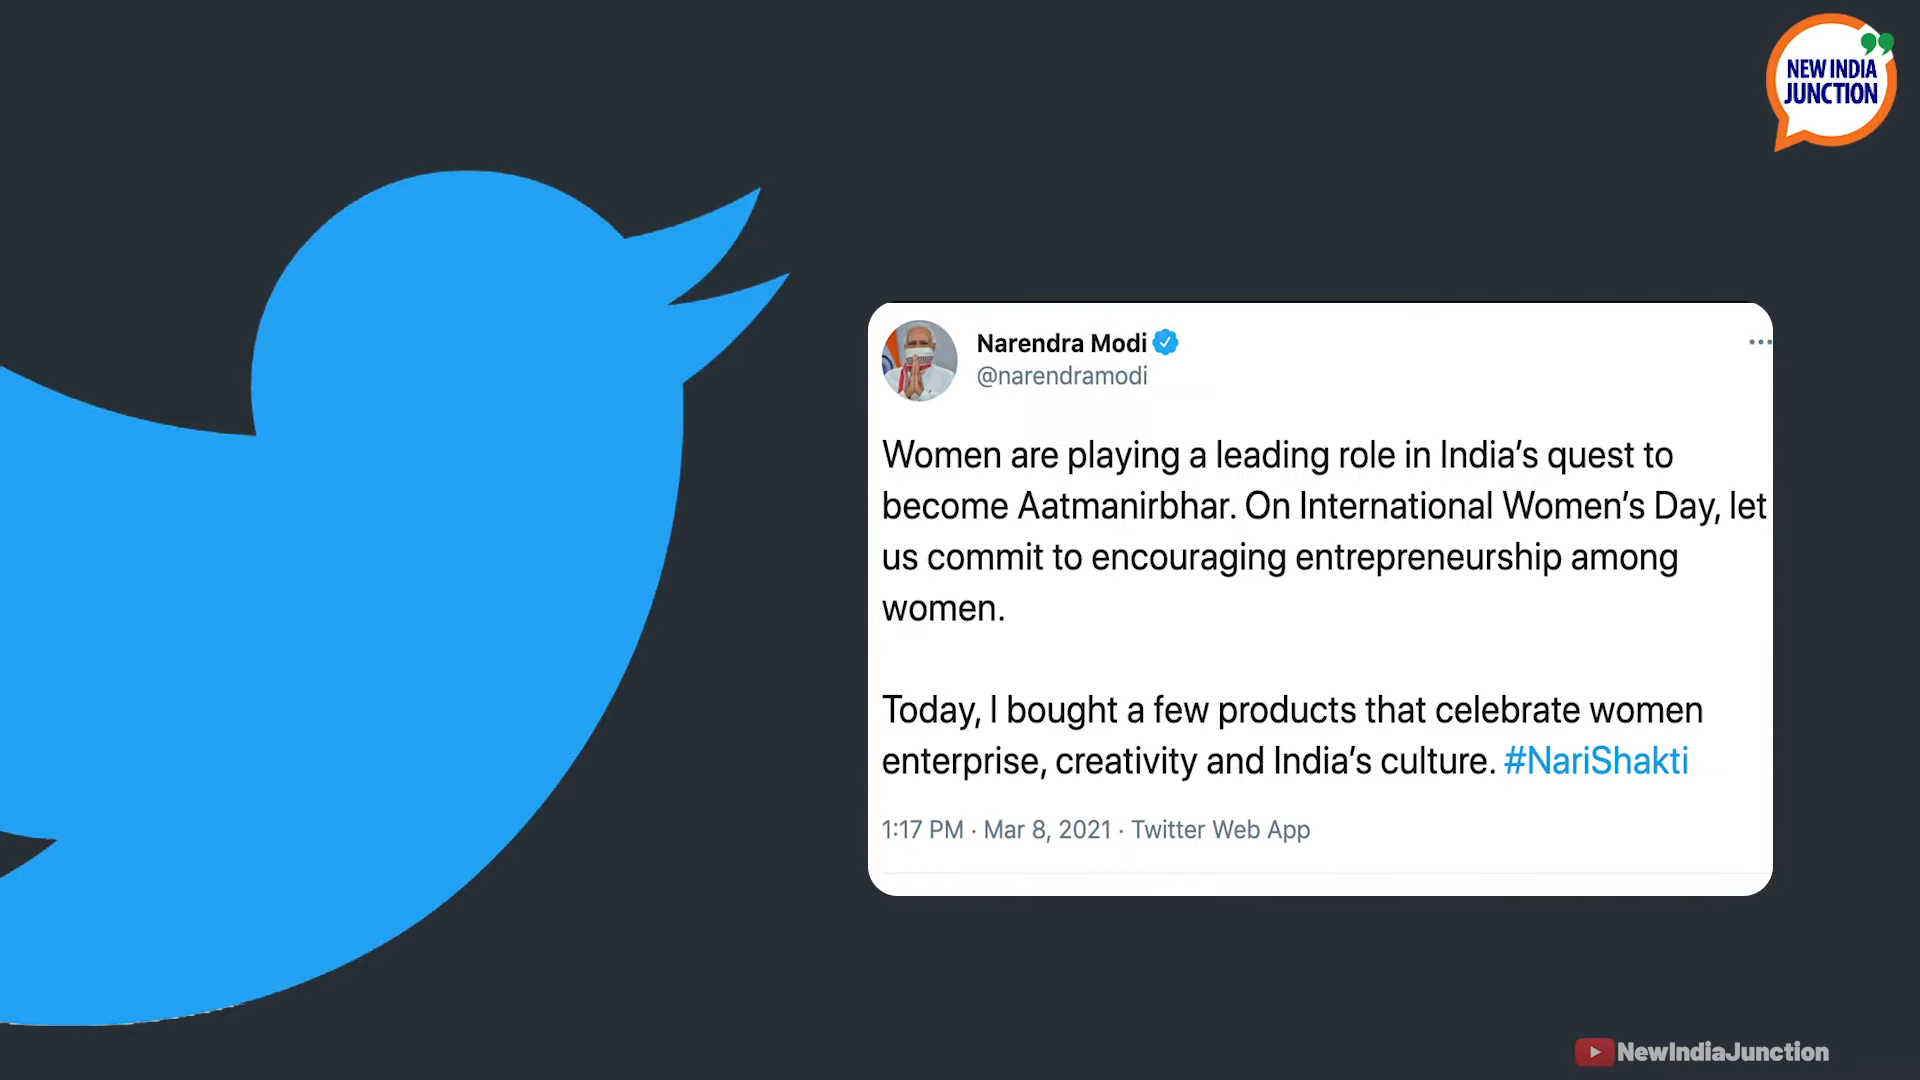 NEW INDIA
JUNCTION
Narendra Modi
@narendramodi
Women are playing a leading role in India’s quest to
become Aatmanirbhar. On International Women’s Day, let
us commit to encouraging entrepreneurship among
women.
Today, I bought a few products that celebrate women
enterprise, creativity and India’s culture. #NariShakti
1:17 PM · Mar 8, 2021 · Twitter Web App
NewIndiaJunction